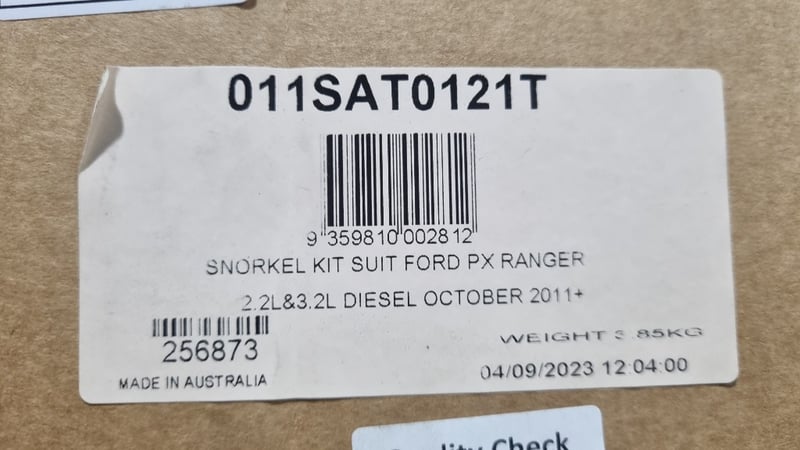 011SAT0121T
9 359810 002812
SNORKEL KIT SUIT FORD PX RANGER
2.2L&3.2L DIESEL OCTOBER 2011+
256873
WEIGHT 3.85KG
MADE IN AUSTRALIA
04/09/2023 12:04:00
Check